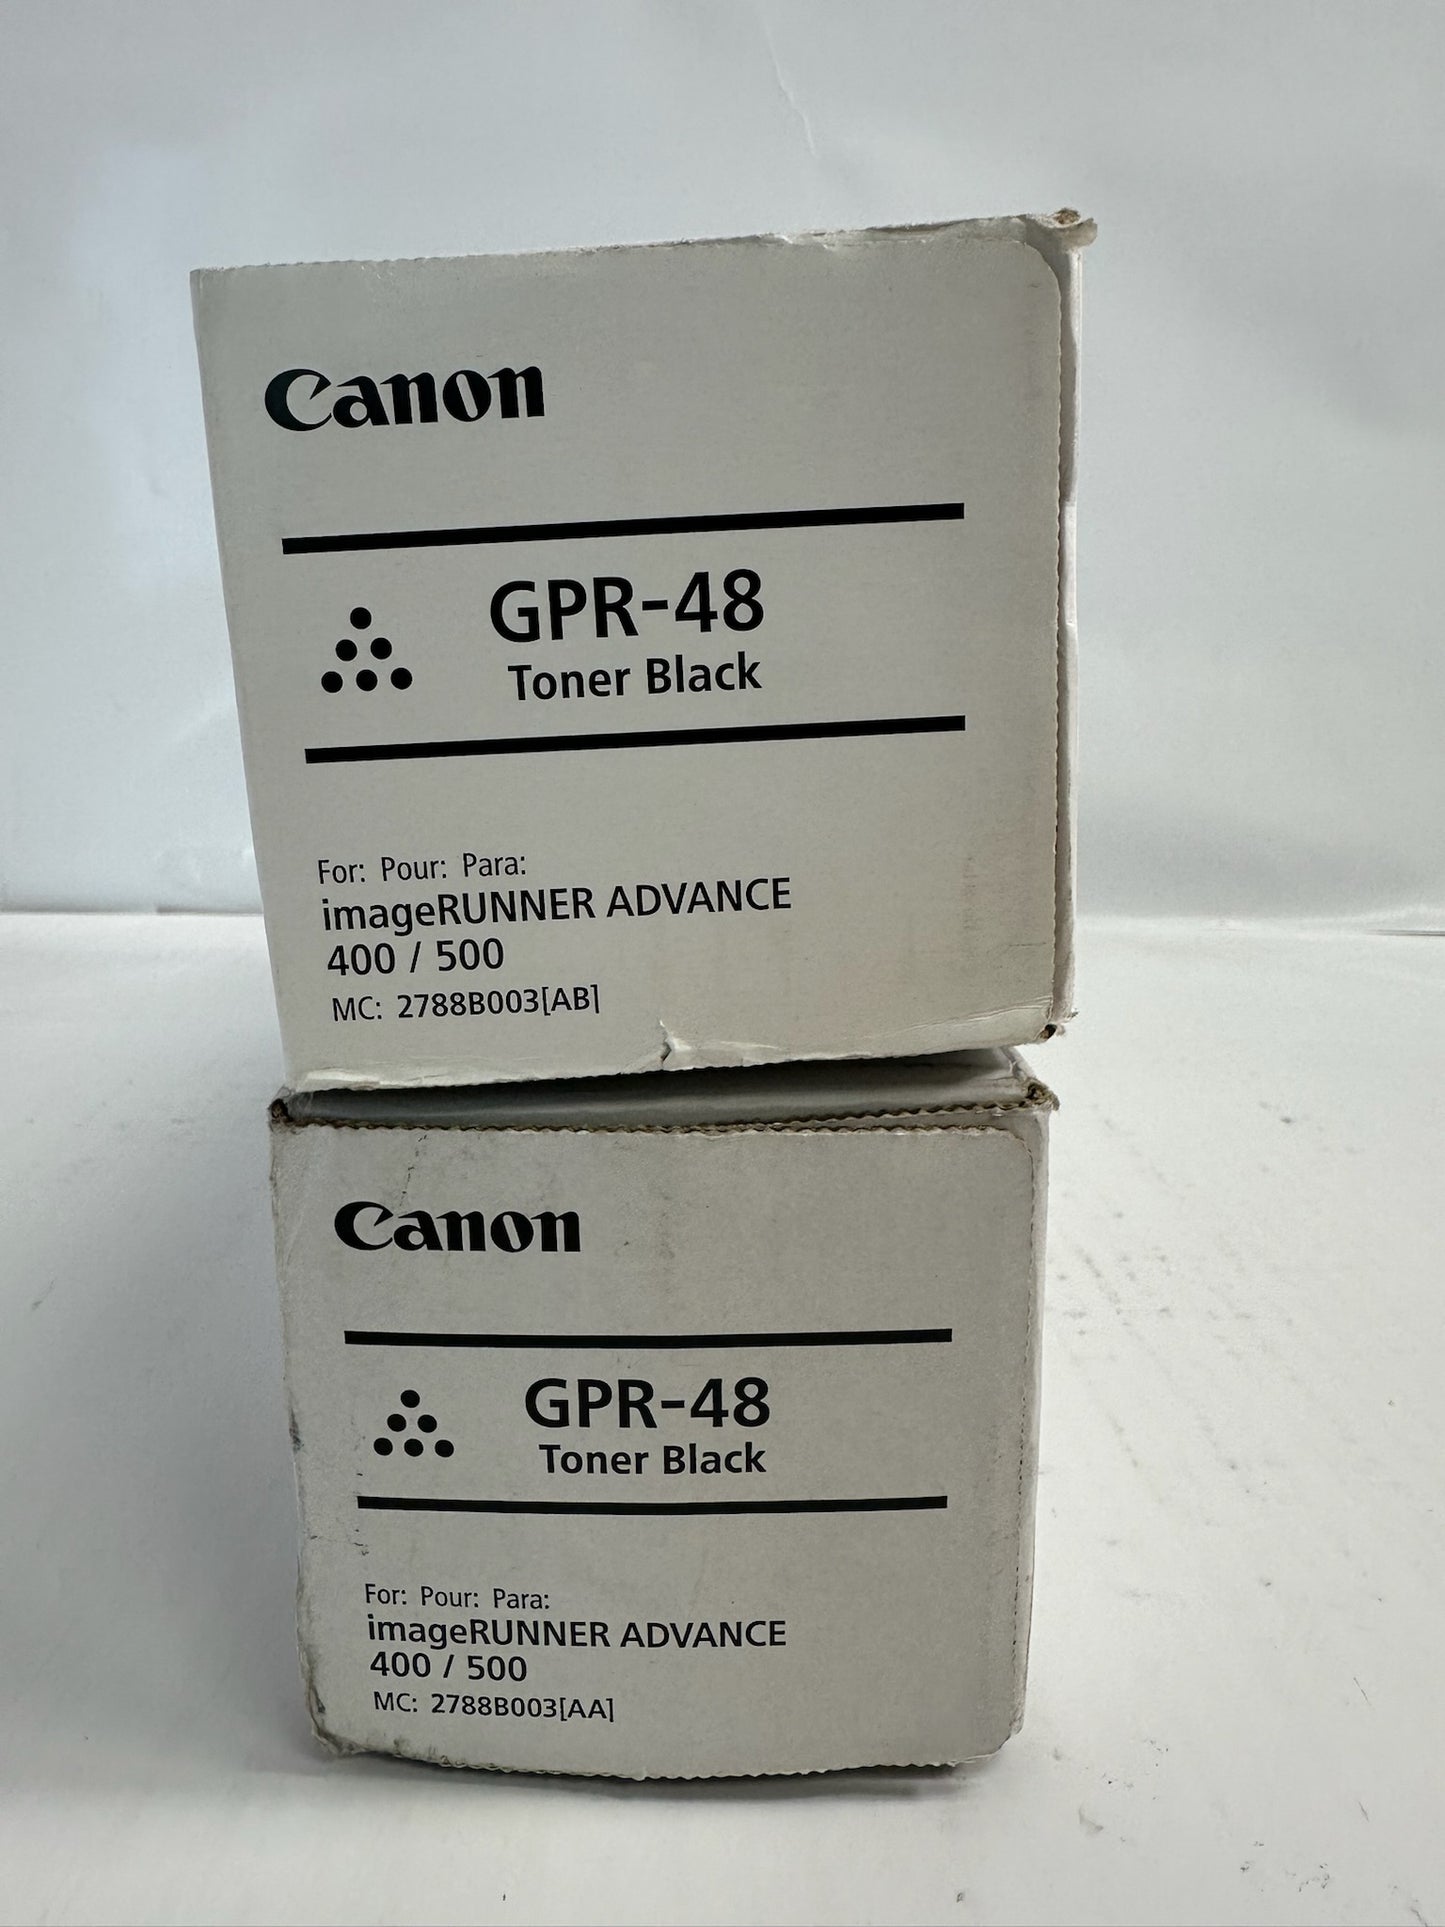 Canon
GPR-48
Toner Black
For: Pour: Para:
imageRUNNER ADVANCE
400 / 500
MC: 2788B003[AB]
Canon
GPR-48
Toner Black
For: Pour: Para:
imageRUNNER ADVANCE
400 / 500
MC: 2788B003[AA]